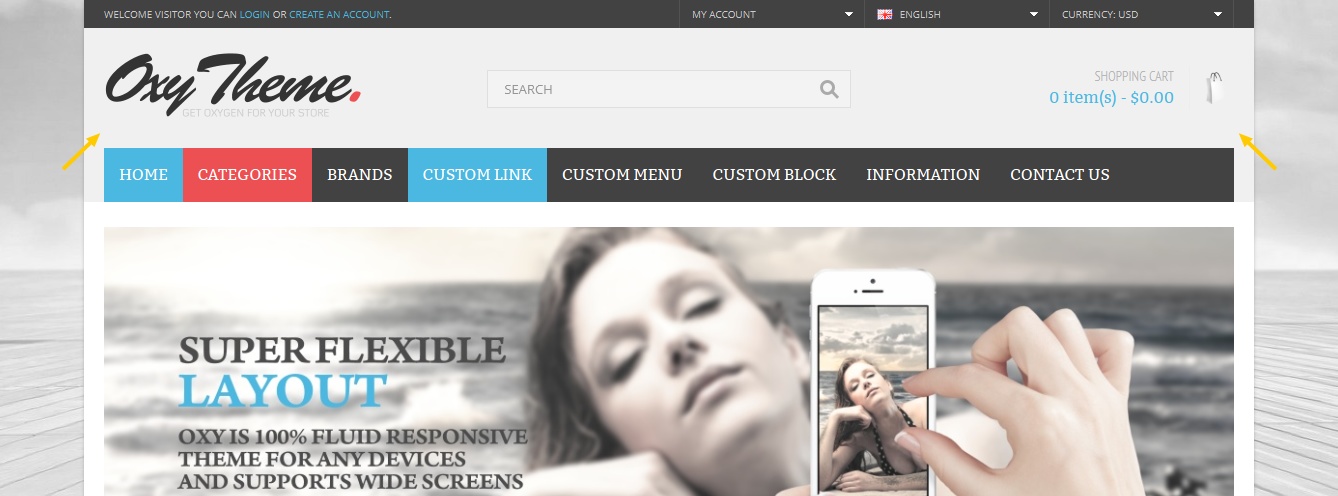 WELCOME VISITOR YOU CAN LOGIN OR CREATE AN ACCOUNT.
MY ACCOUNT
ENGLISH
CURRENCY: USD
Oxy Theme.
GET OXYGEN FOR YOUR STORE
SEARCH
SHOPPING CART
0 item(s) - $0.00
HOME CATEGORIES BRANDS CUSTOM LINK CUSTOM MENU CUSTOM BLOCK INFORMATION CONTACT US
SUPER FLEXIBLE
LAYOUT
OXY IS 100% FLUID RESPONSIVE
THEME FOR ANY DEVICES
AND SUPPORTS WIDE SCREENS